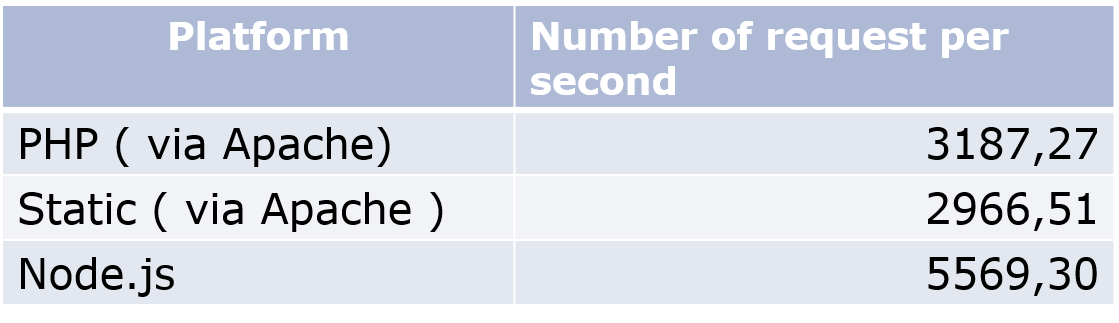 Platform
Number of request per
second
PHP ( via Apache)
3187,27
Static ( via Apache )
2966,51
Node.js
5569,30